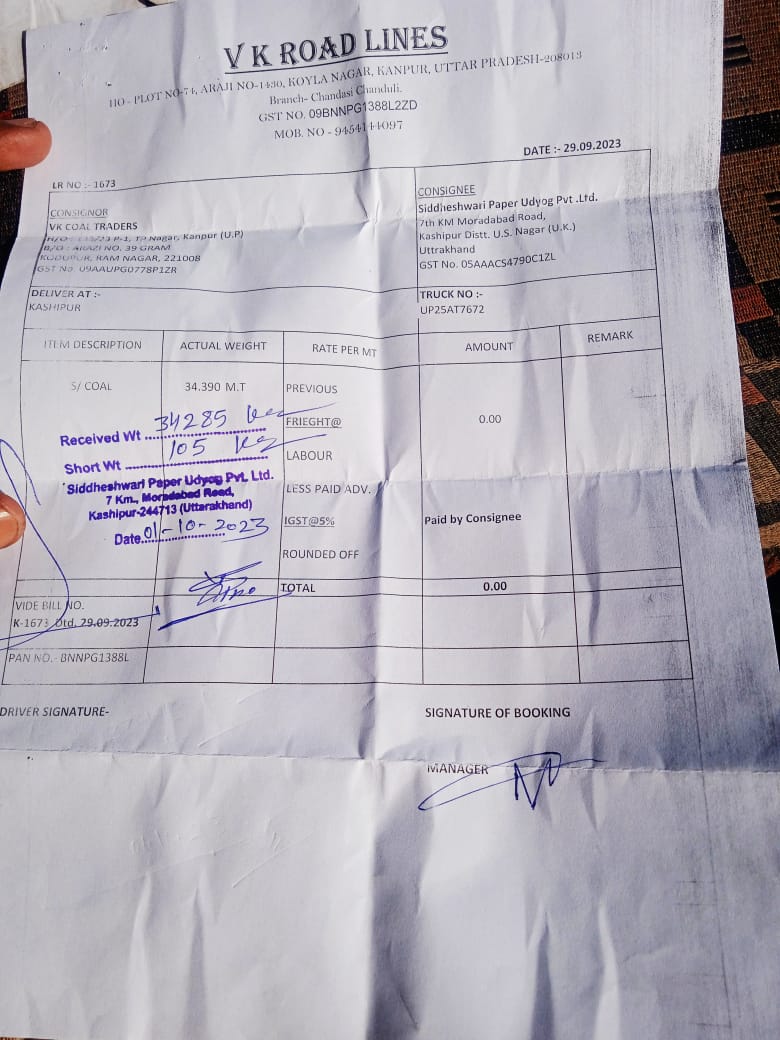 V K ROAD LINES
HO - PLOT NO-74, ARAJI NO-1430, KOYLA NAGAR, KANPUR, UTTAR PRADESH-208013
Branch- Chandasi Chanduli.
GST NO. 09BNNPG1388L2ZD
MOB. NO - 9454144097
DATE :- 29.09.2023
LR NO :- 1673
CONSIGNOR
VK COAL TRADERS
P-1, TP Nagar, Kanpur (U.P)
B/O : ARAZI NO. 39 GRAM
KODUPUR, RAM NAGAR, 221008
GST No. 09AAUPG0778P1ZR
CONSIGNEE
Siddheshwari Paper Udyog Pvt .Ltd.
7th KM Moradabad Road,
Kashipur Distt. U.S. Nagar (U.K.)
Uttarakhand
GST No. 05AAACS4790C1ZL
DELIVER AT :-
KASHIPUR
TRUCK NO :-
UP25AT7672
ITEM DESCRIPTION ACTUAL WEIGHT RATE PER MT AMOUNT REMARK
S/ COAL 34.390 M.T PREVIOUS
FRIEGHT@ 0.00
LABOUR
LESS PAID ADV.
IGST@5% Paid by Consignee
ROUNDED OFF
TOTAL 0.00
Received Wt 34285 kg
Short Wt 105 kg
Siddheshwari Paper Udyog Pvt. Ltd.
7 Km., Moradabad Road,
Kashipur-244713 (Uttarakhand)
Date 01-10-2023
VIDE BILL NO.
K-1673 Dtd. 29.09.2023
PAN NO.- BNNPG1388L
DRIVER SIGNATURE-
SIGNATURE OF BOOKING
MANAGER